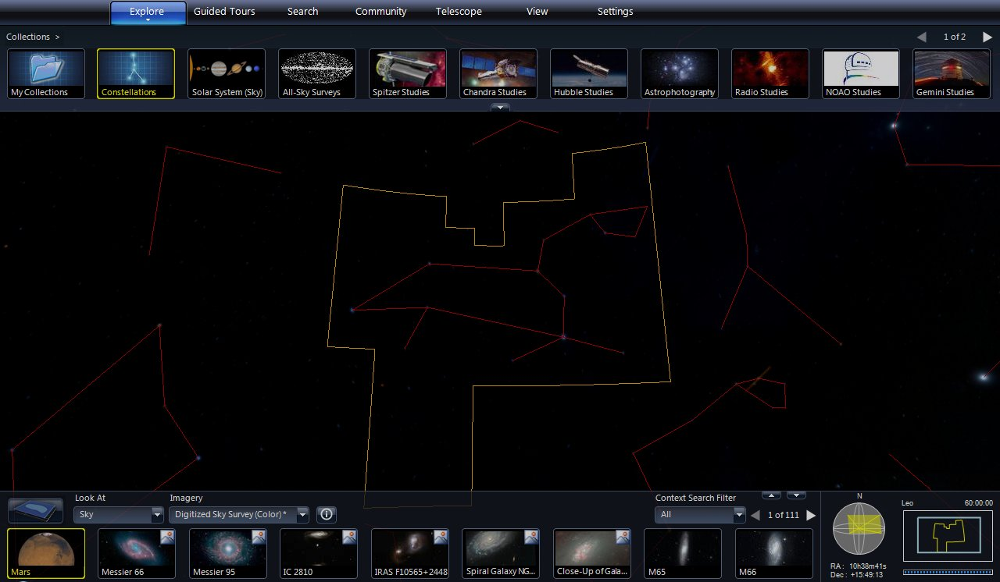 Explore Guided Tours Search Community Telescope View Settings
Collections > 1 of 2
My Collections Constellations Solar System (Sky) All-Sky Surveys Spitzer Studies Chandra Studies Hubble Studies Astrophotography Radio Studies NOAO Studies Gemini Studies
Look At Imagery Context Search Filter N Leo 60:00:00
Sky Digitized Sky Survey (Color) * All 1 of 111
RA : 10h38m41s
Mars Messier 66 Messier 95 IC 2810 IRAS F10565+2448 Spiral Galaxy NG... Close-Up of Gala... M65 M66 Dec : +15:49:13